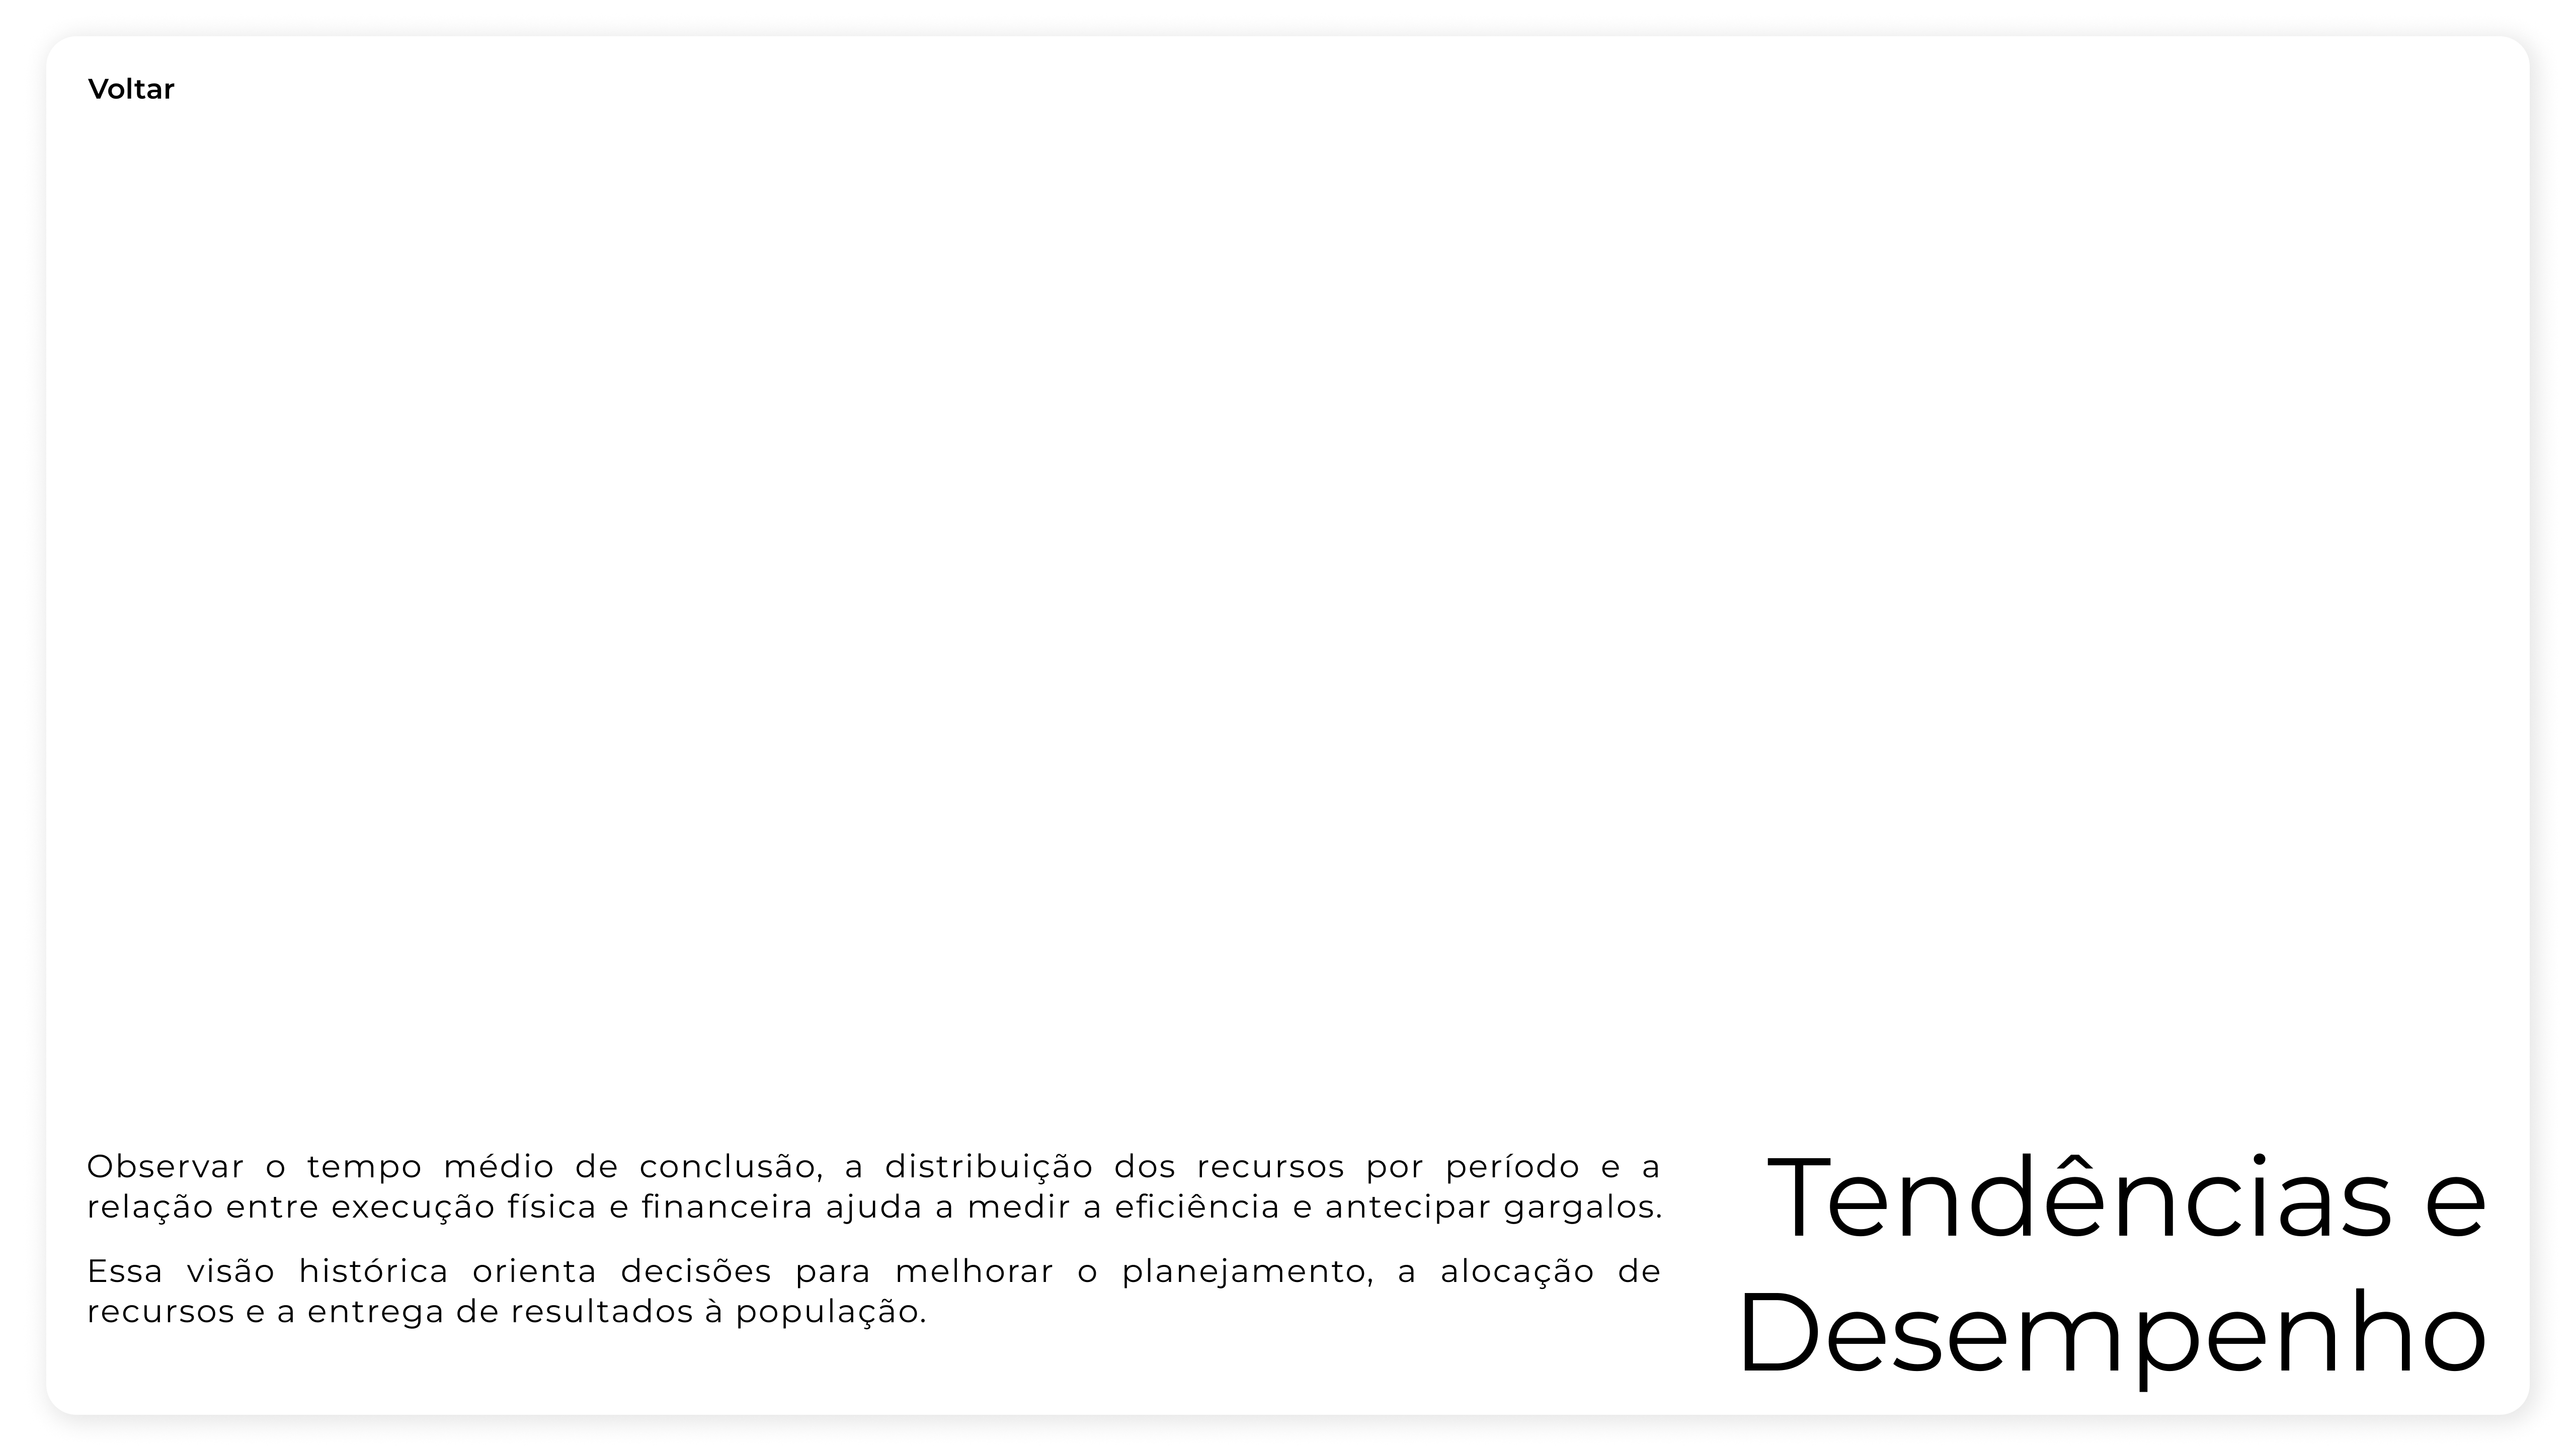 Voltar
Observar o tempo médio de conclusão, a distribuição dos recursos por período e a
relação entre execução física e financeira ajuda a medir a eficiência e antecipar gargalos.
Essa visão histórica orienta decisões para melhorar o planejamento, a alocação de
recursos e a entrega de resultados à população.
Tendências e
Desempenho